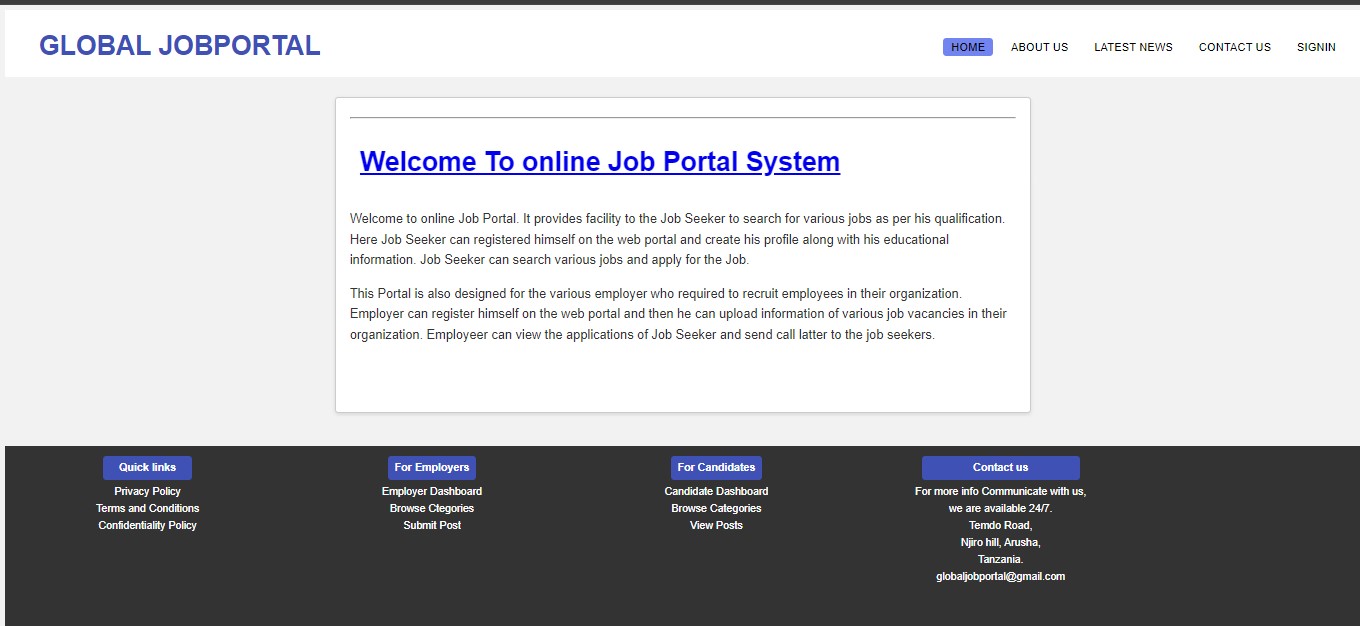 GLOBAL JOBPORTAL
HOME ABOUT US LATEST NEWS CONTACT US SIGNIN
Welcome To online Job Portal System
Welcome to online Job Portal. It provides facility to the Job Seeker to search for various jobs as per his qualification.
Here Job Seeker can registered himself on the web portal and create his profile along with his educational
information. Job Seeker can search various jobs and apply for the Job.
This Portal is also designed for the various employer who required to recruit employees in their organization.
Employer can register himself on the web portal and then he can upload information of various job vacancies in their
organization. Employeer can view the applications of Job Seeker and send call latter to the job seekers.
Quick links
Privacy Policy
Terms and Conditions
Confidentiality Policy
For Employers
Employer Dashboard
Browse Ctegories
Submit Post
For Candidates
Candidate Dashboard
Browse Categories
View Posts
Contact us
For more info Communicate with us,
we are available 24/7.
Temdo Road,
Njiro hill, Arusha,
Tanzania.
globaljobportal@gmail.com